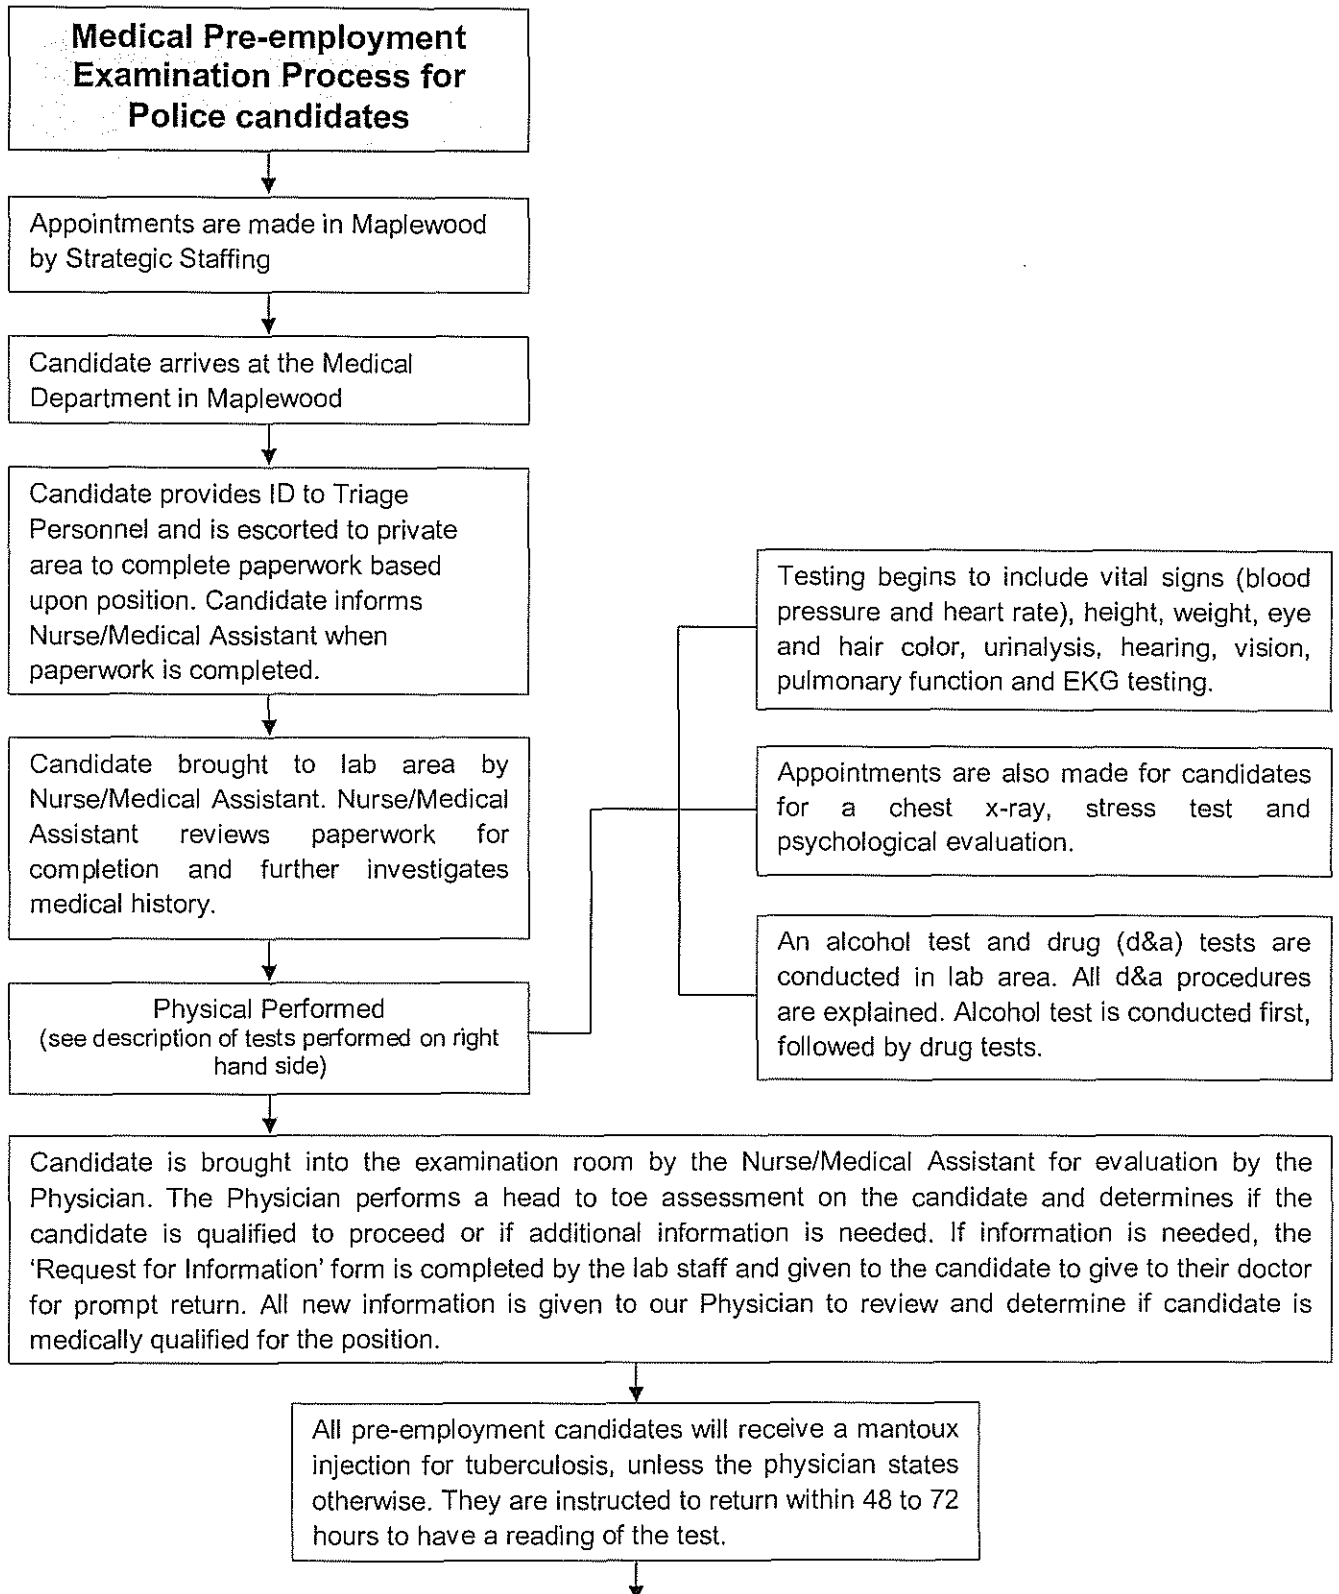 Medical Pre-employment
Examination Process for
Police candidates
Appointments are made in Maplewood
by Strategic Staffing
Candidate arrives at the Medical
Department in Maplewood
Candidate provides ID to Triage
Personnel and is escorted to private
area to complete paperwork based
upon position. Candidate informs
Nurse/Medical Assistant when
paperwork is completed.
Candidate brought to lab area by
Nurse/Medical Assistant. Nurse/Medical
Assistant reviews paperwork for
completion and further investigates
medical history.
Physical Performed
(see description of tests performed on right
hand side)
Testing begins to include vital signs (blood
pressure and heart rate), height, weight, eye
and hair color, urinalysis, hearing, vision,
pulmonary function and EKG testing.
Appointments are also made for candidates
for a chest x-ray, stress test and
psychological evaluation.
An alcohol test and drug (d&a) tests are
conducted in lab area. All d&a procedures
are explained. Alcohol test is conducted first,
followed by drug tests.
Candidate is brought into the examination room by the Nurse/Medical Assistant for evaluation by the
Physician. The Physician performs a head to toe assessment on the candidate and determines if the
candidate is qualified to proceed or if additional information is needed. If information is needed, the
‘Request for Information’ form is completed by the lab staff and given to the candidate to give to their doctor
for prompt return. All new information is given to our Physician to review and determine if candidate is
medically qualified for the position.
All pre-employment candidates will receive a mantoux
injection for tuberculosis, unless the physician states
otherwise. They are instructed to return within 48 to 72
hours to have a reading of the test.